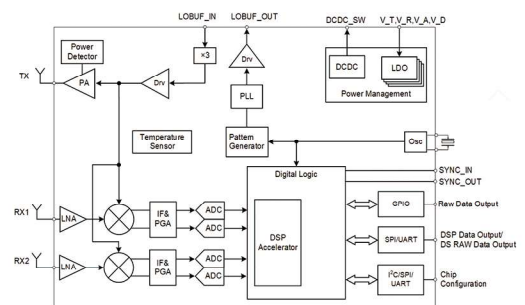 LOBUF_IN
LOBUF_OUT
DCDC_SW
V_T,V_R,V_A,V_D
Power
Detector
×3
Drv
DCDC
LDO
TX
PA
Drv
Power Management
PLL
Temperature
Sensor
Pattern
Generator
Osc
Digital Logic
SYNC_IN
SYNC_OUT
RX1
LNA
IF&
PGA
ADC
ADC
GPIO
Raw Data Output
DSP
Accelerator
SPI/UART
DSP Data Output/
DS RAW Data Output
RX2
LNA
IF&
PGA
ADC
ADC
I²C/SPI/
UART
Chip
Configuration